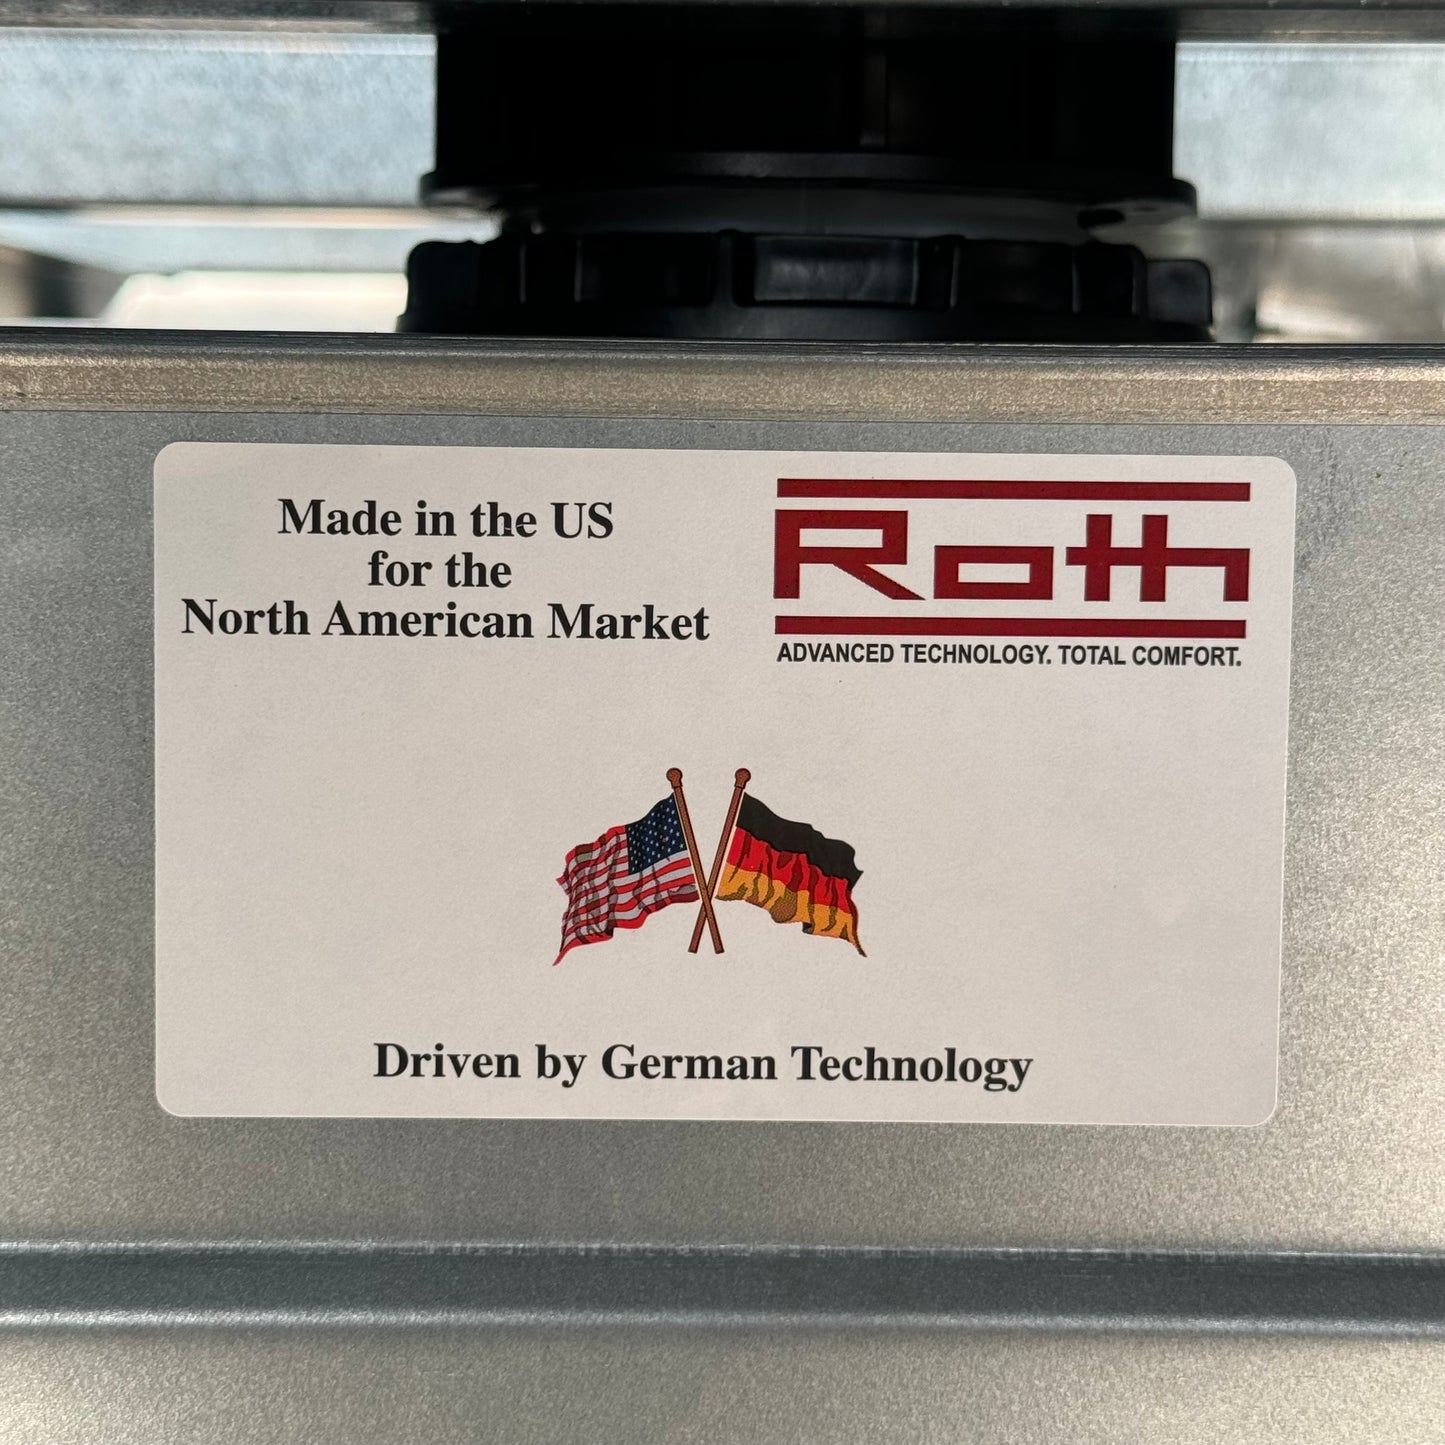 Made in the US
for the
North American Market
Roth
ADVANCED TECHNOLOGY. TOTAL COMFORT.
Driven by German Technology